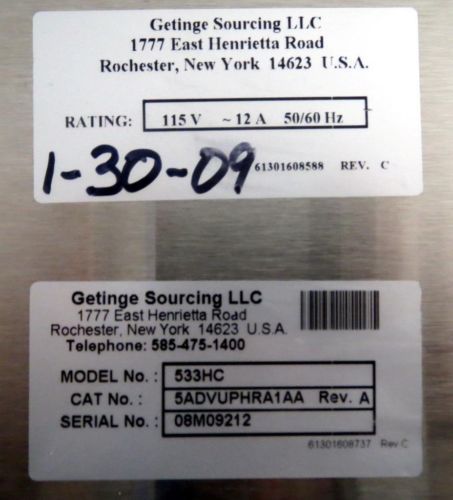 Getinge Sourcing LLC
1777 East Henrietta Road
Rochester, New York 14623 U.S.A.
RATING: 115 V ~ 12 A 50/60 Hz
1-30-09 61301608588 REV. C
Getinge Sourcing LLC
1777 East Henrietta Road
Rochester, New York 14623 U.S.A.
Telephone: 585-475-1400
MODEL No. : 533HC
CAT No. : 5ADVUPHRA1AA Rev. A
SERIAL No. : 08M09212
61301608737 Rev C